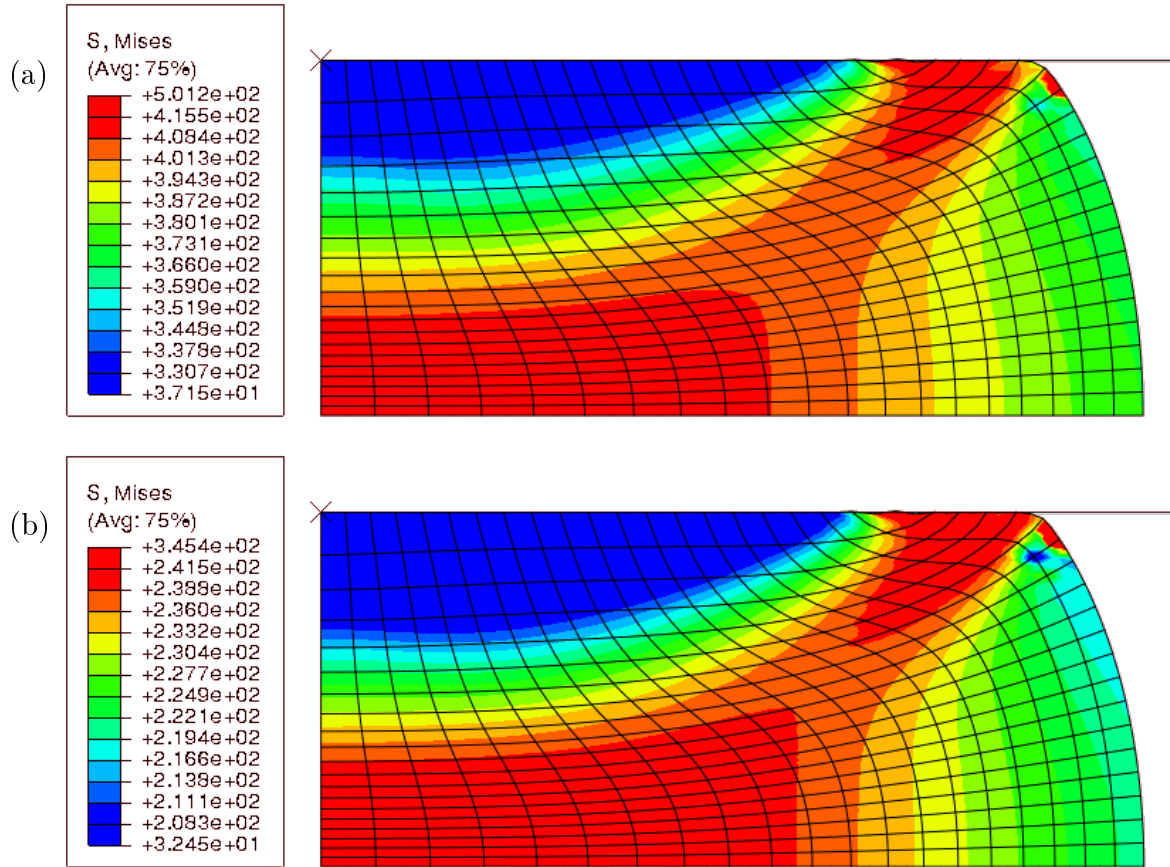 (a)
S, Mises
(Avg: 75%)
+5.012e+02
+4.155e+02
+4.084e+02
+4.013e+02
+3.943e+02
+3.872e+02
+3.801e+02
+3.731e+02
+3.660e+02
+3.590e+02
+3.519e+02
+3.448e+02
+3.378e+02
+3.307e+02
+3.715e+01
(b)
S, Mises
(Avg: 75%)
+3.454e+02
+2.415e+02
+2.388e+02
+2.360e+02
+2.332e+02
+2.304e+02
+2.277e+02
+2.249e+02
+2.221e+02
+2.194e+02
+2.166e+02
+2.138e+02
+2.111e+02
+2.083e+02
+3.245e+01